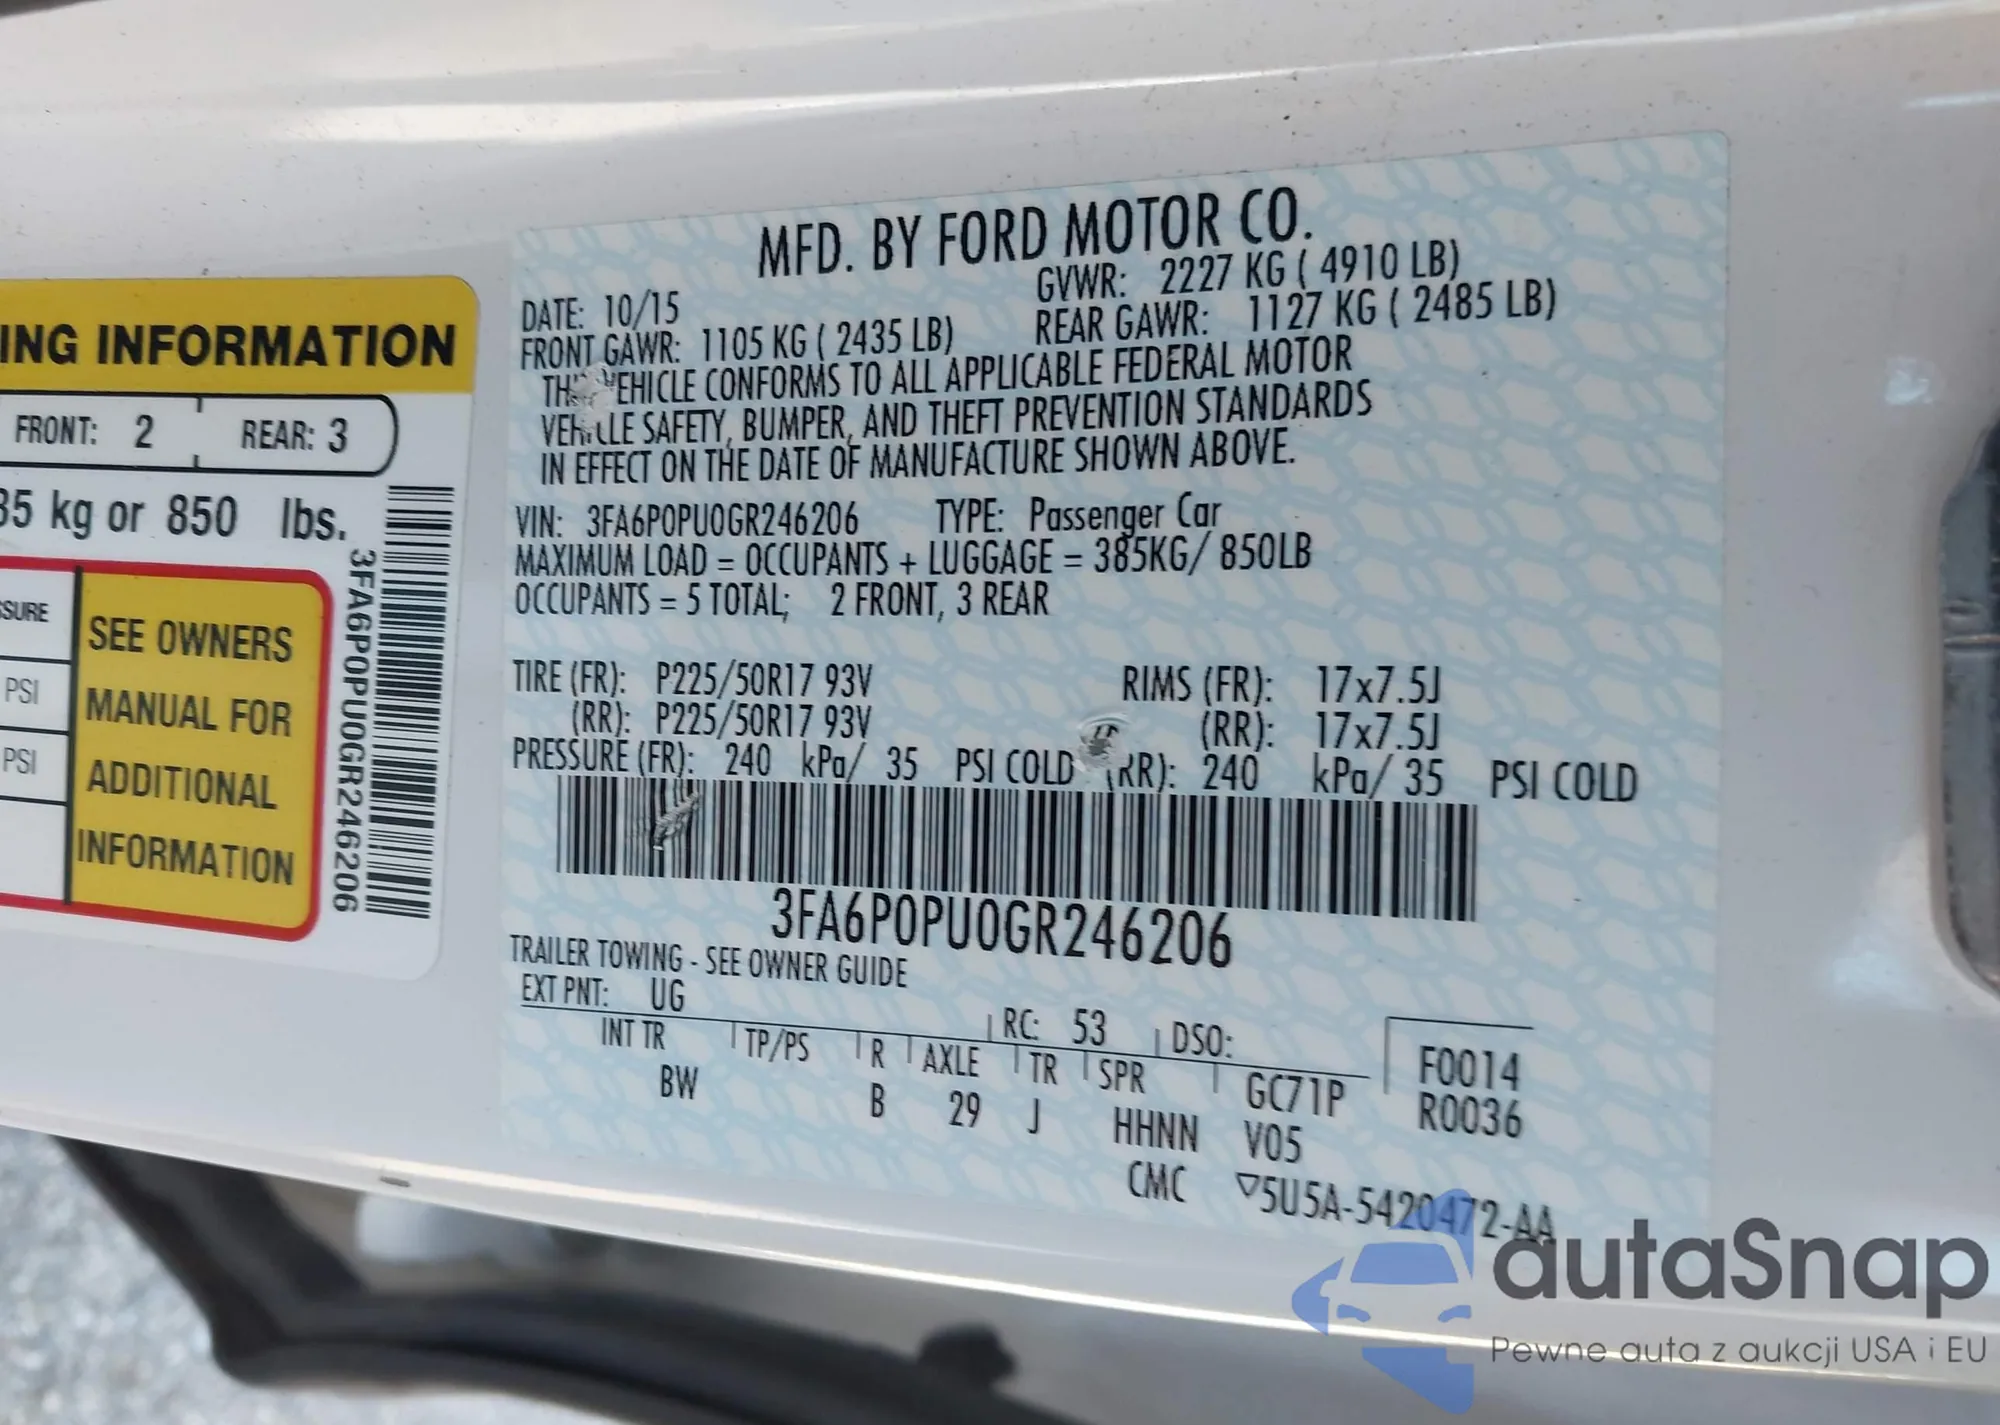 ING INFORMATION
FRONT: 2 REAR: 3
35 kg or 850 lbs.
SSURE
PSI
PSI
SEE OWNERS
MANUAL FOR
ADDITIONAL
INFORMATION
3FA6P0PU0GR246206
MFD. BY FORD MOTOR CO.
DATE: 10/15 GVWR: 2227 KG ( 4910 LB)
FRONT GAWR: 1105 KG ( 2435 LB) REAR GAWR: 1127 KG ( 2485 LB)
VEHICLE CONFORMS TO ALL APPLICABLE FEDERAL MOTOR
VEHICLE SAFETY, BUMPER, AND THEFT PREVENTION STANDARDS
IN EFFECT ON THE DATE OF MANUFACTURE SHOWN ABOVE.
VIN: 3FA6P0PU0GR246206 TYPE: Passenger Car
MAXIMUM LOAD = OCCUPANTS + LUGGAGE = 385KG/ 850LB
OCCUPANTS = 5 TOTAL; 2 FRONT, 3 REAR
TIRE (FR): P225/50R17 93V RIMS (FR): 17x7.5J
(RR): P225/50R17 93V (RR): 17x7.5J
PRESSURE (FR): 240 kPa/ 35 PSI COLD (RR): 240 kPa/ 35 PSI COLD
3FA6P0PU0GR246206
TRAILER TOWING - SEE OWNER GUIDE
EXT PNT: UG RC: 53 DSO:
INT TR TP/PS R AXLE TR SPR GC71P F0014
BW B 29 J HHNN V05 R0036
CMC ▽5U5A-5420472-AA
autaSnap
Pewne auta z aukcji USA i EU